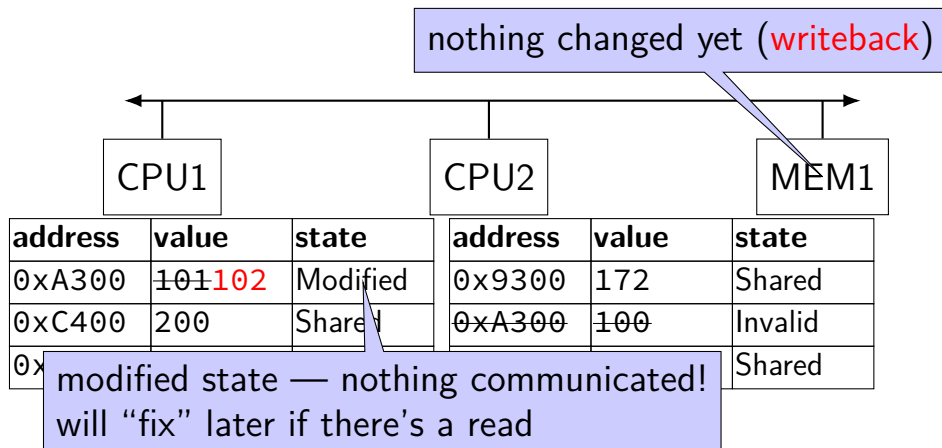 nothing changed yet (writeback)
CPU1 CPU2 MEM1
address value state address value state
0xA300 101102 Modified 0x9300 172 Shared
0xC400 200 Shared 0xA300 100 Invalid
0x Shared
modified state — nothing communicated!
will “fix” later if there's a read